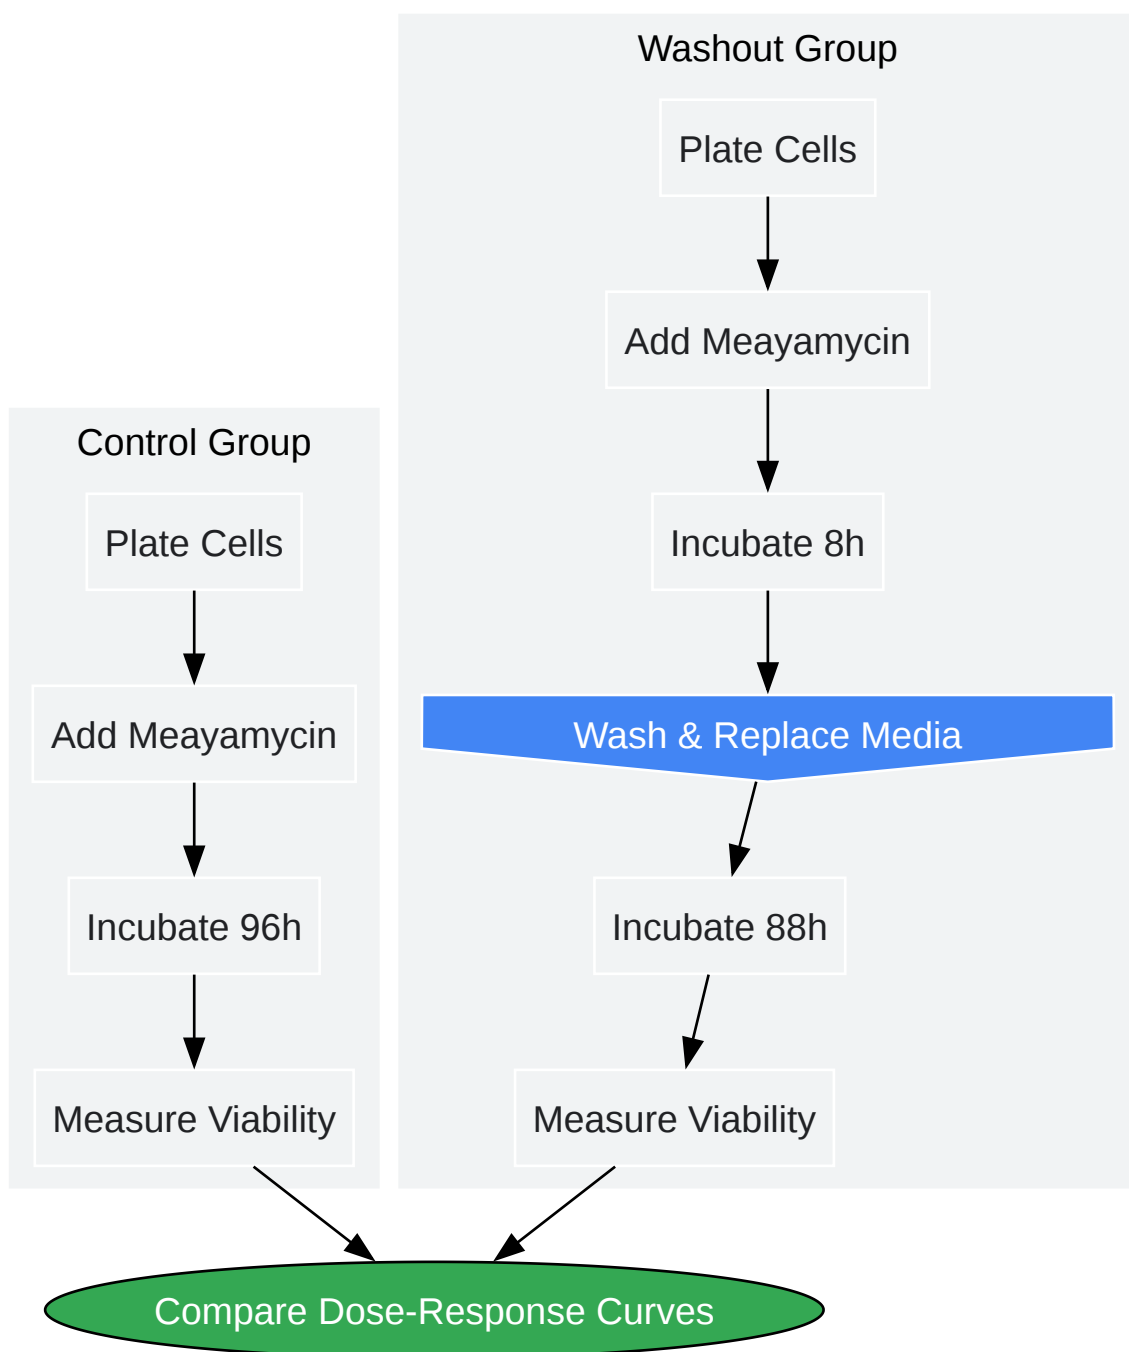 Control Group
Plate Cells
Add Meayamycin
Incubate 96h
Measure Viability
Washout Group
Plate Cells
Add Meayamycin
Incubate 8h
Wash & Replace Media
Incubate 88h
Measure Viability
Compare Dose-Response Curves